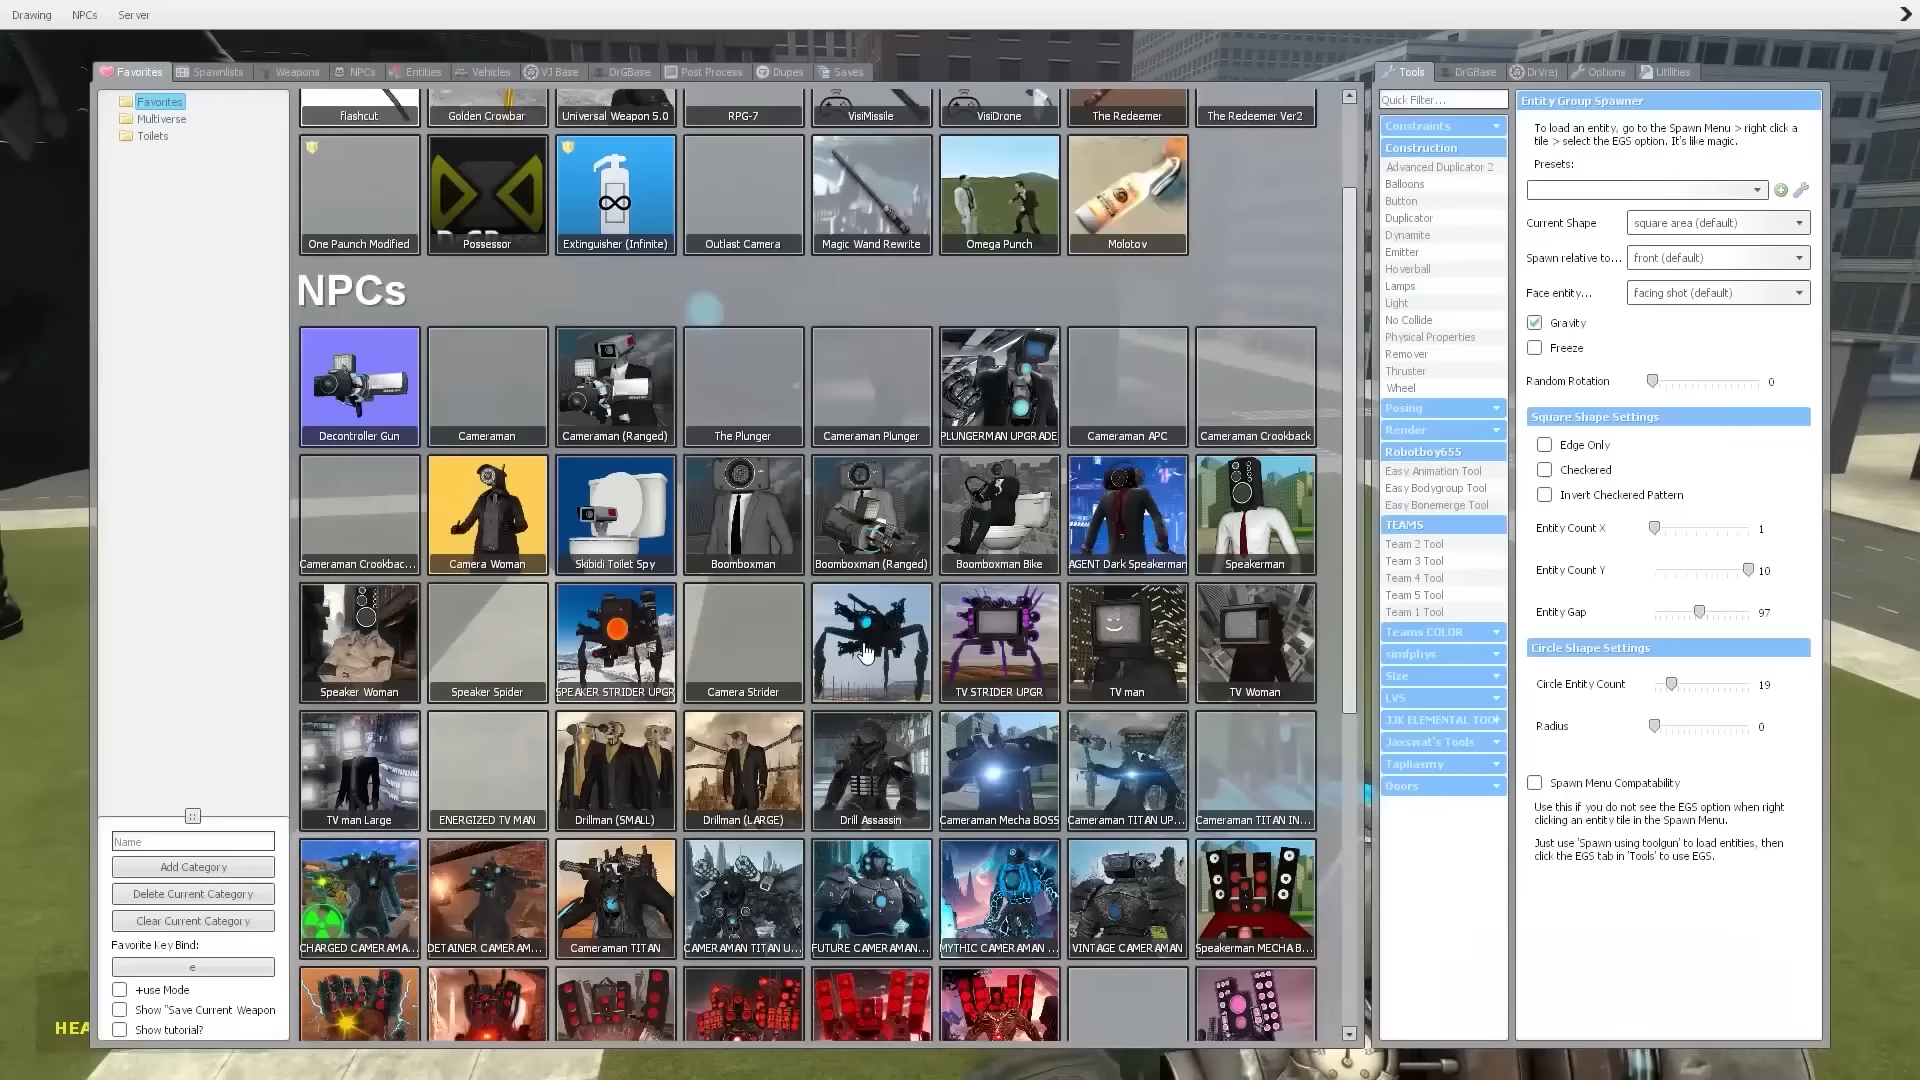 Drawing NPCs Server
Favorites Spawnlists Weapons NPCs Entities Vehicles VJ Base DrGBase Post Process Dupes Saves
Favorites
Multiverse
Toilets
flashcut Golden Crowbar Universal Weapon 5.0 RPG-7 VisiMissile VisiDrone The Redeemer The Redeemer Ver2
One Paunch Modified Possessor Extinguisher (Infinite) Outlast Camera Magic Wand Rewrite Omega Punch Molotov
NPCs
Decontroller Gun Cameraman Cameraman (Ranged) The Plunger Cameraman Plunger PLUNGERMAN UPGRADE Cameraman APC Cameraman Crookback
Cameraman Crookbac... Camera Woman Skibidi Toilet Spy Boomboxman Boomboxman (Ranged) Boomboxman Bike AGENT Dark Speakerman Speakerman
Speaker Woman Speaker Spider SPEAKER STRIDER UPGR Camera Strider TV STRIDER UPGR TV man TV Woman
TV man Large ENERGIZED TV MAN Drillman (SMALL) Drillman (LARGE) Drill Assassin Cameraman Mecha BOSS Cameraman TITAN UP... Cameraman TITAN IN...
CHARGED CAMERAMA... DETAINER CAMERAM... Cameraman TITAN CAMERAMAN TITAN U... FUTURE CAMERAMAN... MYTHIC CAMERAMAN ... VINTAGE CAMERAMAN Speakerman MECHA B...
Name
Add Category
Delete Current Category
Clear Current Category
Favorite Key Bind:
e
+use Mode
Show "Save Current Weapon
Show tutorial?
HEA
Tools DrGBase DrVrej Options Utilities
Quick Filter...
Constraints
Construction
Advanced Duplicator 2
Balloons
Button
Duplicator
Dynamite
Emitter
Hoverball
Lamps
Light
No Collide
Physical Properties
Remover
Thruster
Wheel
Posing
Render
Robotboy655
Easy Animation Tool
Easy Bodygroup Tool
Easy Bonemerge Tool
TEAMS
Team 2 Tool
Team 3 Tool
Team 4 Tool
Team 5 Tool
Team 1 Tool
Teams COLOR
simfphys
Size
LVS
JJK ELEMENTAL TOO
Jaxswat's Tools
Tapliasmy
Doors
Entity Group Spawner
To load an entity, go to the Spawn Menu > right click a
tile > select the EGS option. It's like magic.
Presets:
Current Shape square area (default)
Spawn relative to... front (default)
Face entity... facing shot (default)
Gravity
Freeze
Random Rotation 0
Square Shape Settings
Edge Only
Checkered
Invert Checkered Pattern
Entity Count X 1
Entity Count Y 10
Entity Gap 97
Circle Shape Settings
Circle Entity Count 19
Radius 0
Spawn Menu Compatability
Use this if you do not see the EGS option when right
clicking an entity tile in the Spawn Menu.
Just use 'Spawn using toolgun' to load entities, then
click the EGS tab in 'Tools' to use EGS.